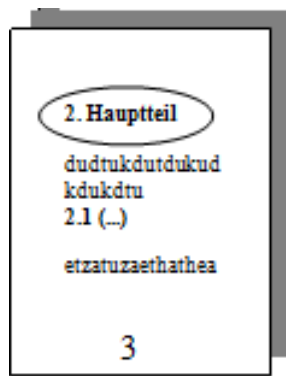 2. Hauptteil
dudtukdutdukud
kdukdtu
2.1 (...)
etzatuzaethathea
3